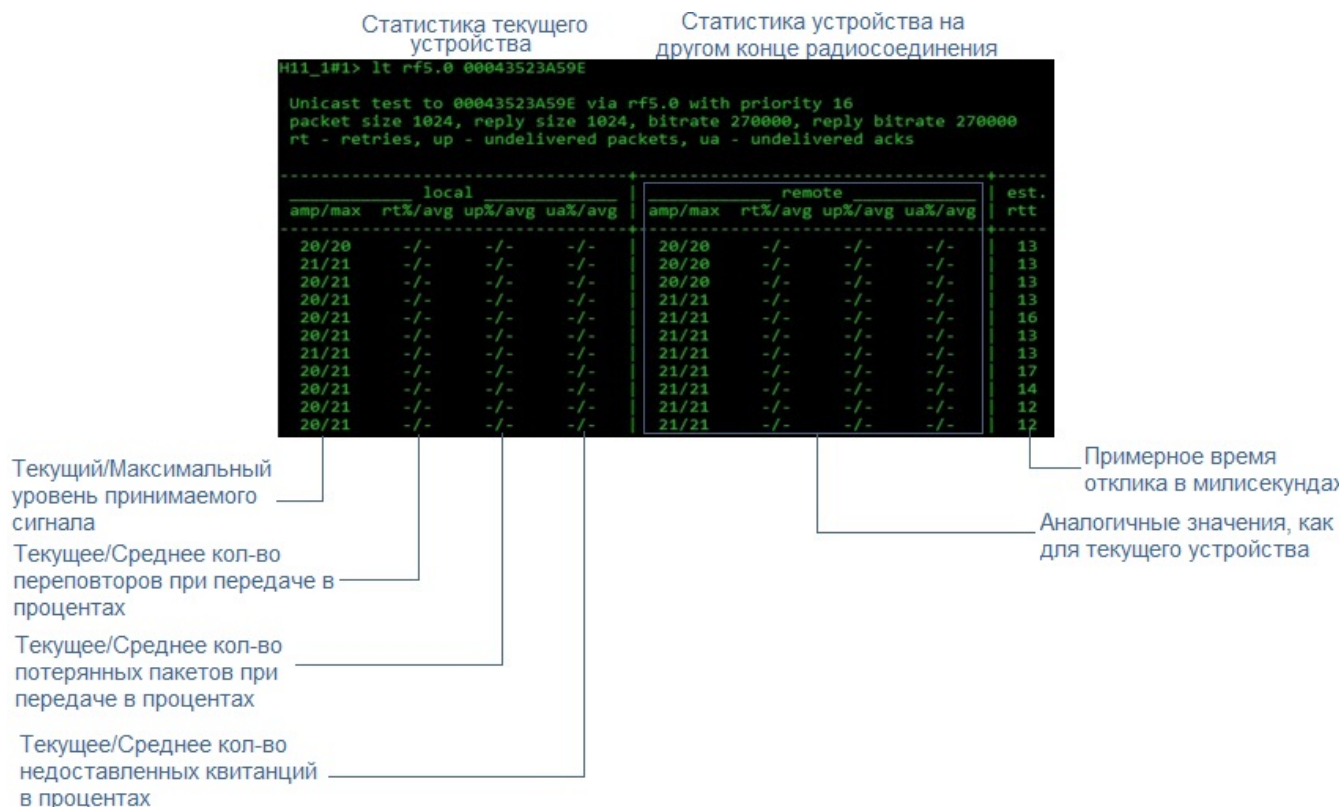 Статистика текущего
устройства
Статистика устройства на
другом конце радиосоединения
H11_1#1> lt rf5.0 00043523A59E
Unicast test to 00043523A59E via rf5.0 with priority 16
packet size 1024, reply size 1024, bitrate 270000, reply bitrate 270000
rt - retries, up - undelivered packets, ua - undelivered acks
local | remote | est.
amp/max rt%/avg up%/avg ua%/avg | amp/max rt%/avg up%/avg ua%/avg | rtt
20/20 -/- -/- -/- | 20/20 -/- -/- -/- | 13
21/21 -/- -/- -/- | 20/20 -/- -/- -/- | 13
20/21 -/- -/- -/- | 20/20 -/- -/- -/- | 13
20/21 -/- -/- -/- | 21/21 -/- -/- -/- | 13
20/21 -/- -/- -/- | 21/21 -/- -/- -/- | 16
20/21 -/- -/- -/- | 21/21 -/- -/- -/- | 13
21/21 -/- -/- -/- | 21/21 -/- -/- -/- | 13
20/21 -/- -/- -/- | 21/21 -/- -/- -/- | 17
20/21 -/- -/- -/- | 21/21 -/- -/- -/- | 14
20/21 -/- -/- -/- | 21/21 -/- -/- -/- | 12
20/21 -/- -/- -/- | 21/21 -/- -/- -/- | 12
Текущий/Максимальный
уровень принимаемого
сигнала
Текущее/Среднее кол-во
переповторов при передаче в
процентах
Текущее/Среднее кол-во
потерянных пакетов при
передаче в процентах
Текущее/Среднее кол-во
недоставленных квитанций
в процентах
Примерное время
отклика в милисекундах
Аналогичные значения, как
для текущего устройства